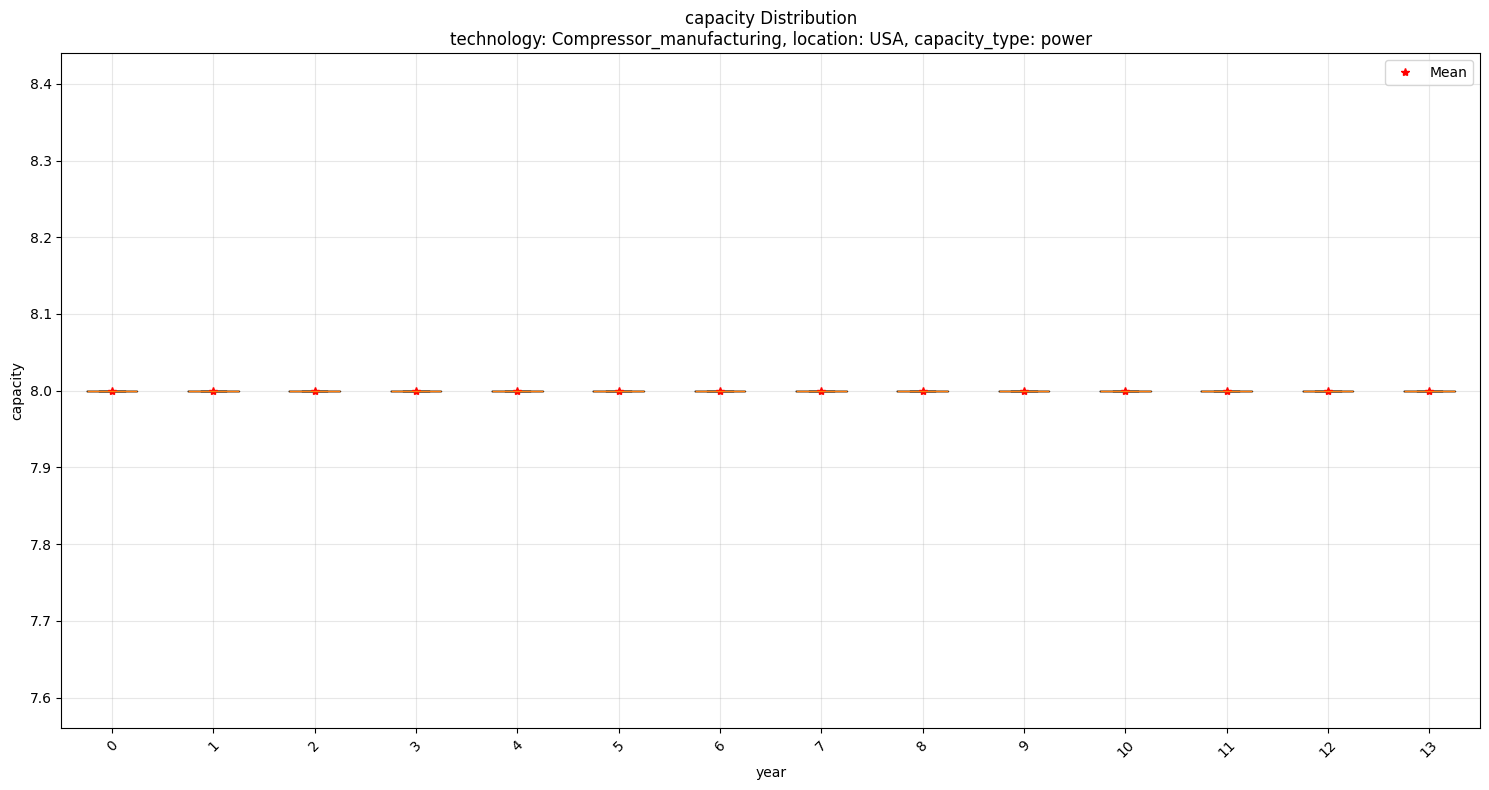 capacity Distribution
technology: Compressor_manufacturing, location: USA, capacity_type: power
Mean
8.4
8.3
8.2
8.1
8.0
7.9
7.8
7.7
7.6
capacity
0 1 2 3 4 5 6 7 8 9 10 11 12 13
year